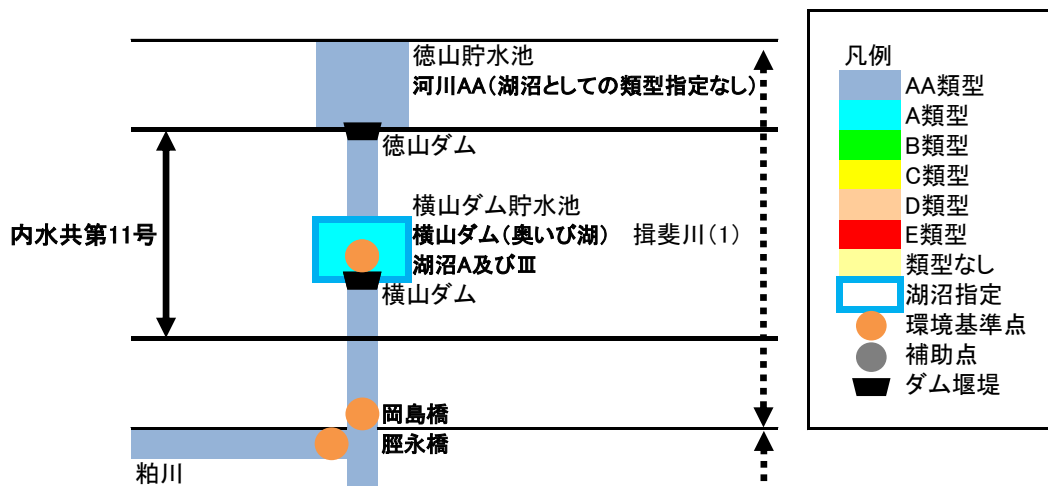 徳山貯水池
河川AA(湖沼としての類型指定なし)
徳山ダム
内水共第11号
横山ダム貯水池
横山ダム(奥いび湖) 揖斐川(1)
湖沼A及びⅢ
横山ダム
岡島橋
脛永橋
粕川
凡例
AA類型
A類型
B類型
C類型
D類型
E類型
類型なし
湖沼指定
環境基準点
補助点
ダム堰堤